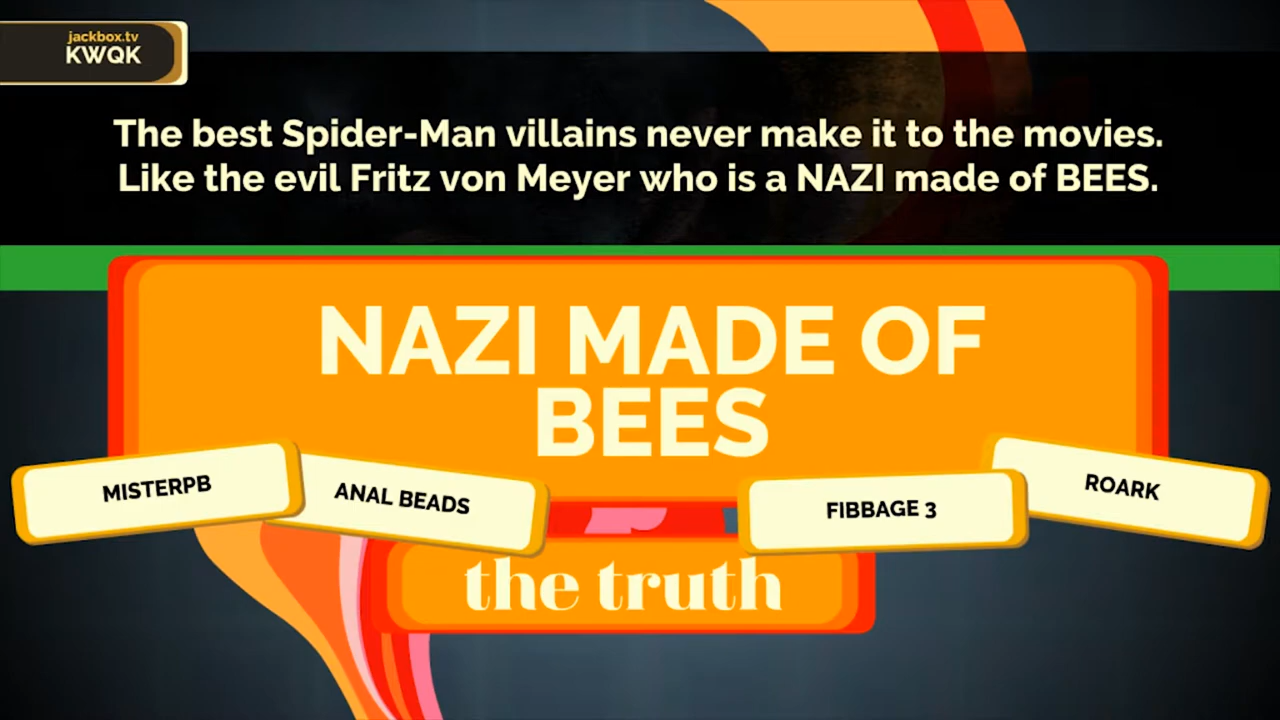 jackbox.tv
KWQK
The best Spider-Man villains never make it to the movies.
Like the evil Fritz von Meyer who is a NAZI made of BEES.
NAZI MADE OF
BEES
MISTERPB
ANAL BEADS
FIBBAGE 3
ROARK
the truth